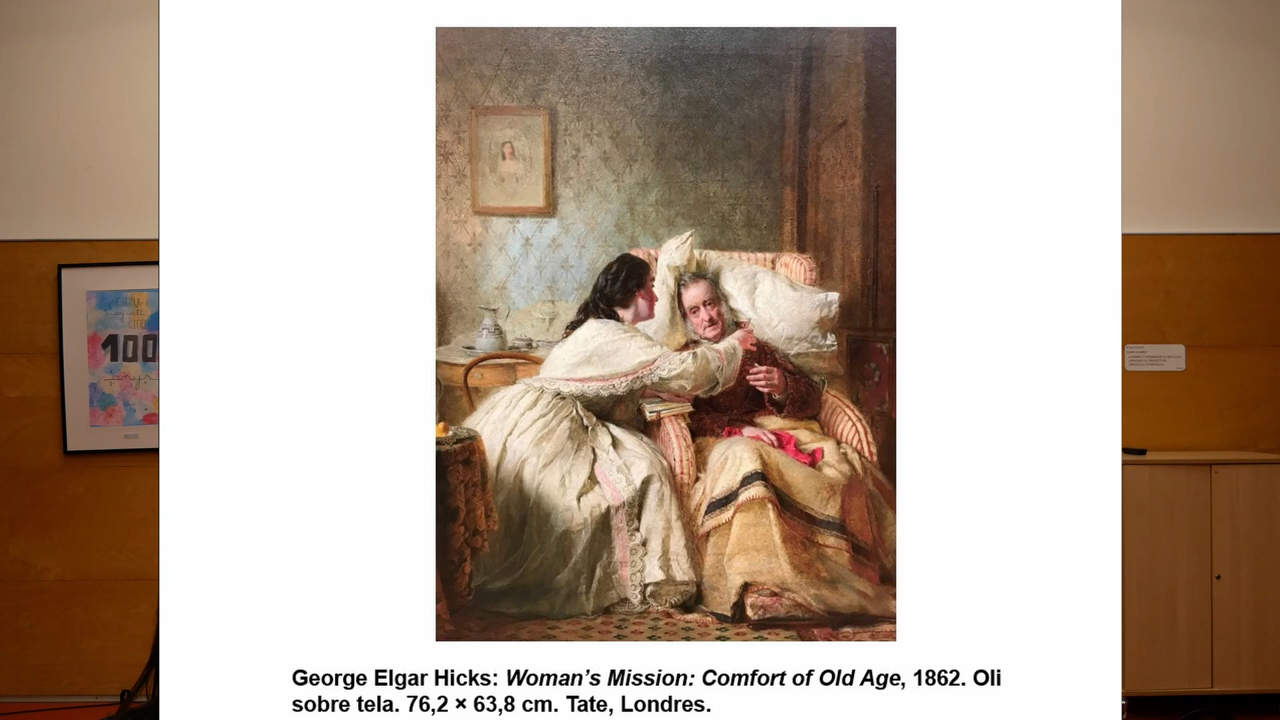 100
George Elgar Hicks: Woman’s Mission: Comfort of Old Age, 1862. Oli
sobre tela. 76,2 × 63,8 cm. Tate, Londres.